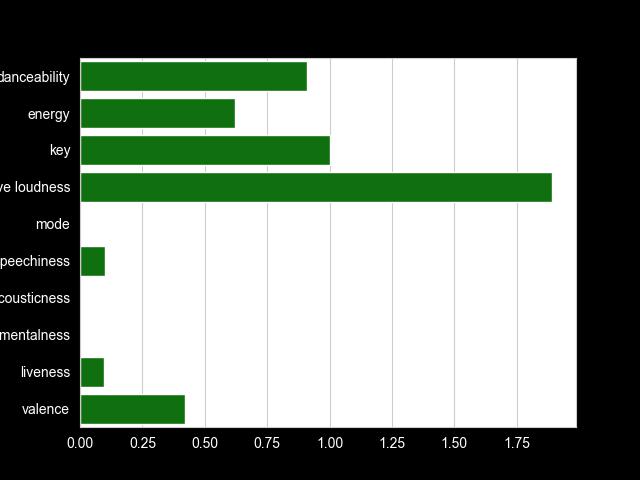 danceability
energy
key
ve loudness
mode
peechiness
cousticness
mentalness
liveness
valence
0.00 0.25 0.50 0.75 1.00 1.25 1.50 1.75